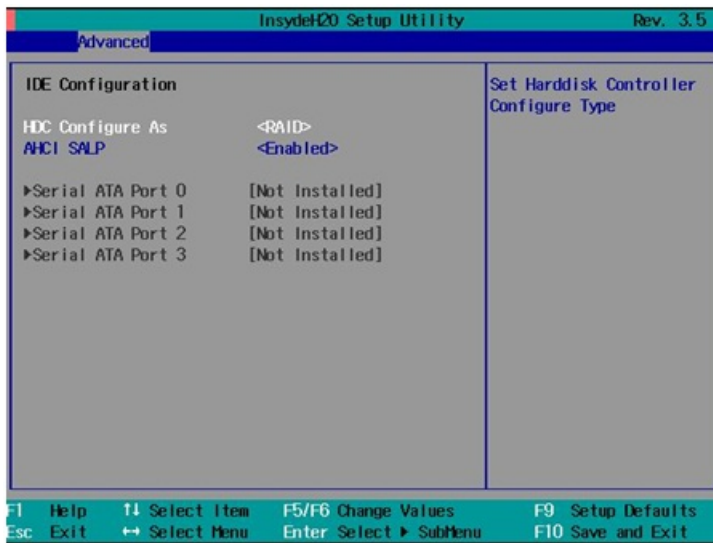 InsydeH2O Setup Utility Rev. 3.5
Advanced
IDE Configuration
HDC Configure As <RAID>
AHCI SALP <Enabled>
▶Serial ATA Port 0 [Not Installed]
▶Serial ATA Port 1 [Not Installed]
▶Serial ATA Port 2 [Not Installed]
▶Serial ATA Port 3 [Not Installed]
Set Harddisk Controller
Configure Type
F1 Help ↑↓ Select Item F5/F6 Change Values F9 Setup Defaults
Esc Exit ↔ Select Menu Enter Select ▶ SubMenu F10 Save and Exit